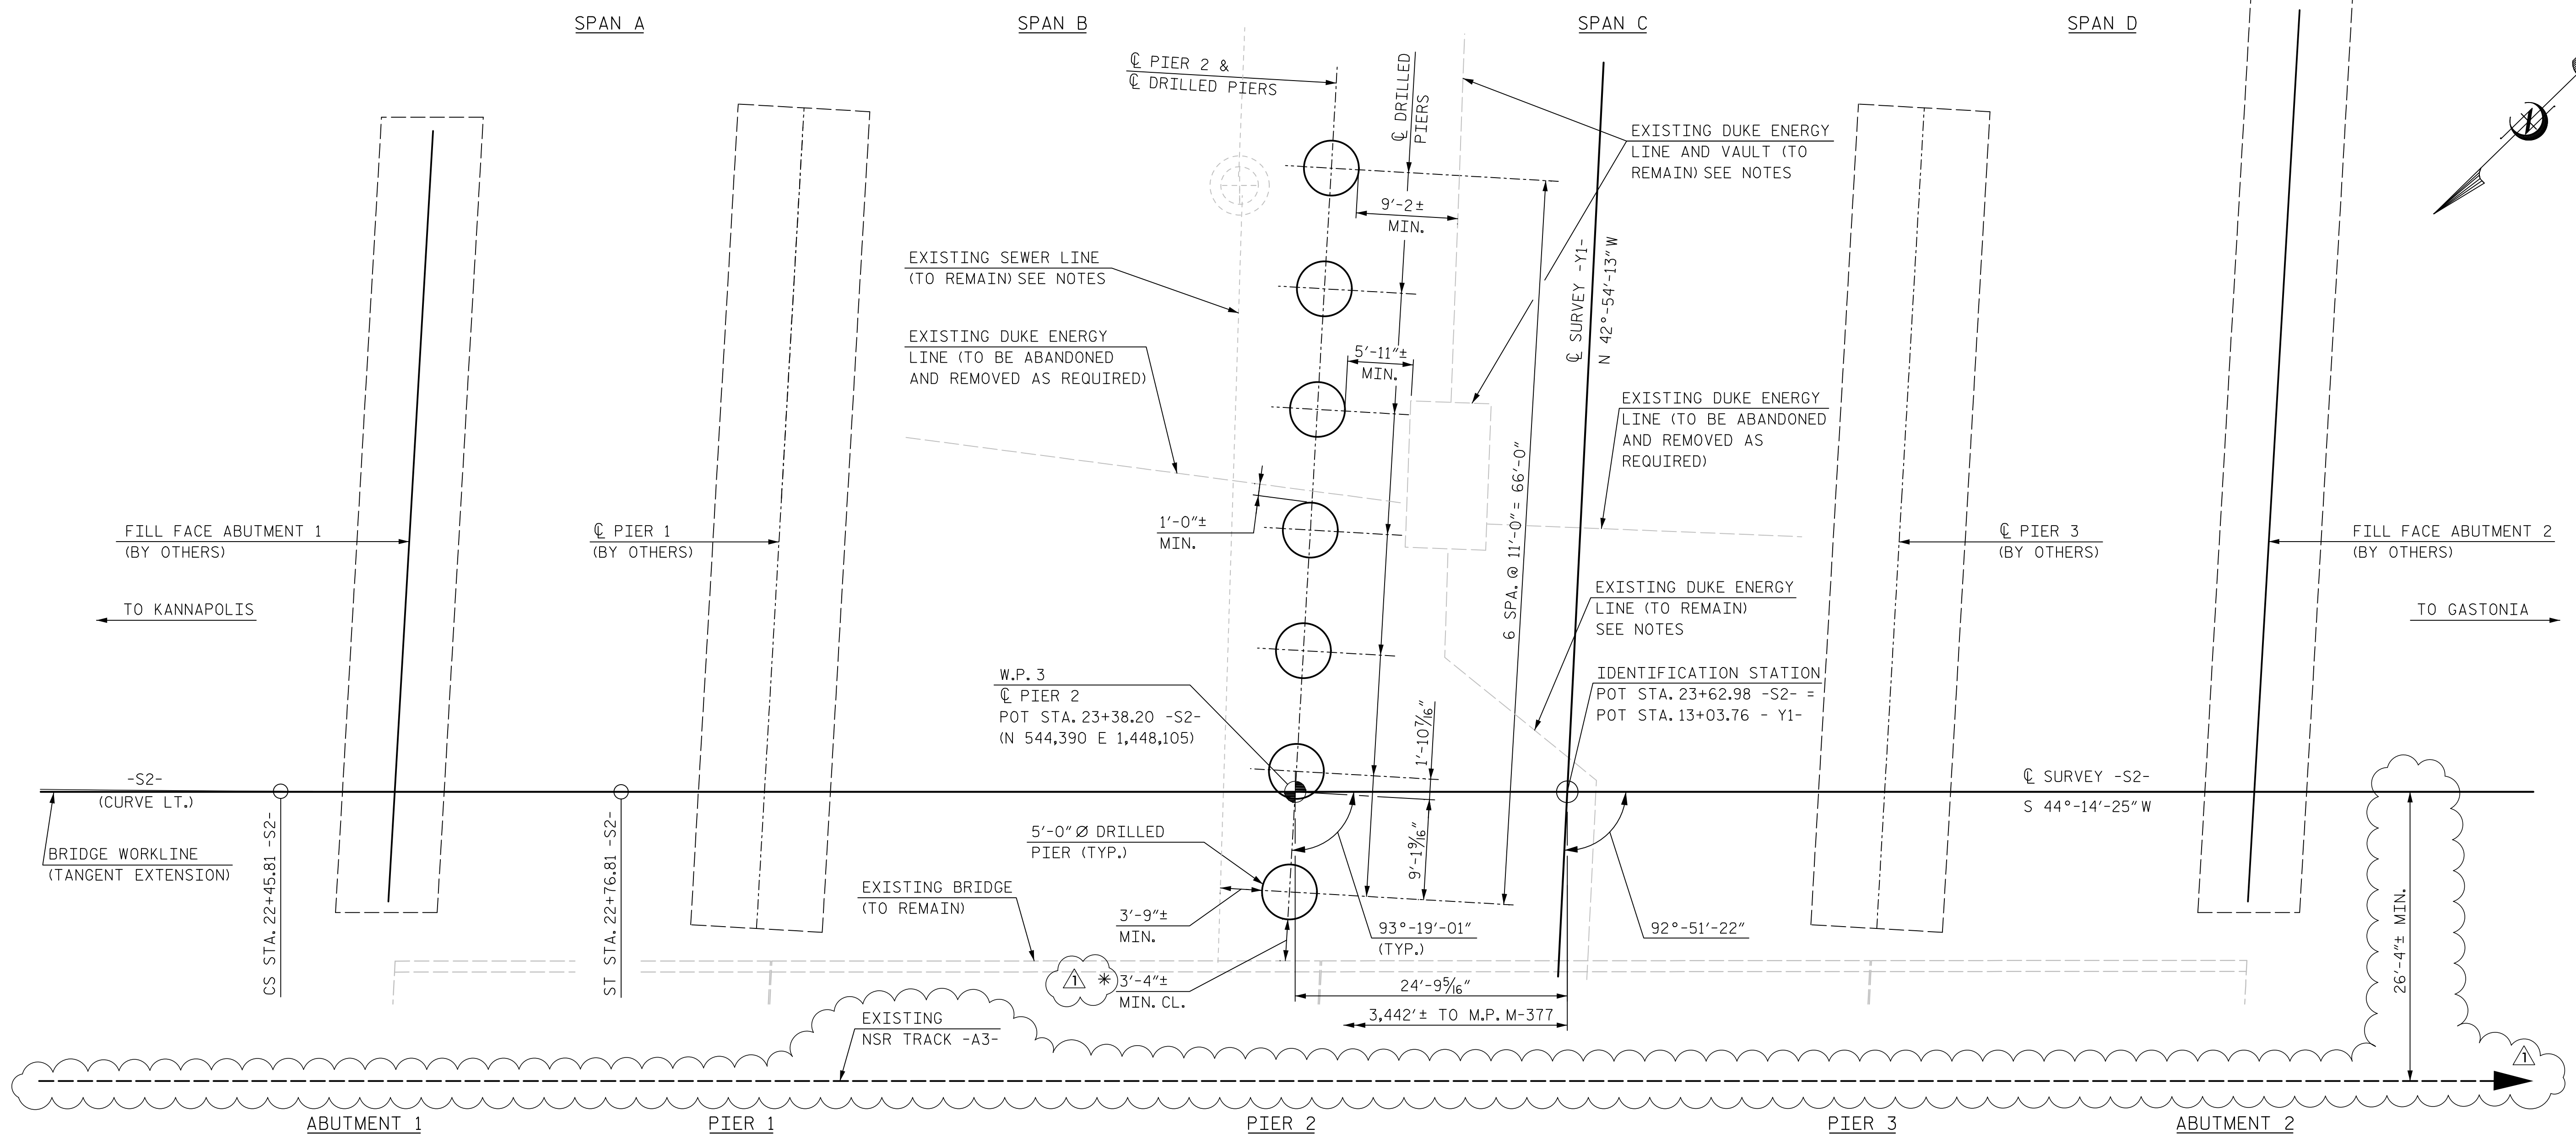 SPAN A
SPAN B
SPAN C
SPAN D
℄ PIER 2 &
℄ DRILLED PIERS
℄ DRILLED
PIERS
EXISTING DUKE ENERGY
LINE AND VAULT (TO
REMAIN) SEE NOTES
9'-2±
MIN.
EXISTING SEWER LINE
(TO REMAIN) SEE NOTES
℄ SURVEY -Y1-
N 42°-54'-13" W
EXISTING DUKE ENERGY
LINE (TO BE ABANDONED
AND REMOVED AS REQUIRED)
5'-11"±
MIN.
EXISTING DUKE ENERGY
LINE (TO BE ABANDONED
AND REMOVED AS
REQUIRED)
6 SPA. @ 11'-0" = 66'-0"
1'-0"±
MIN.
FILL FACE ABUTMENT 1
(BY OTHERS)
℄ PIER 1
(BY OTHERS)
℄ PIER 3
(BY OTHERS)
FILL FACE ABUTMENT 2
(BY OTHERS)
TO KANNAPOLIS
TO GASTONIA
EXISTING DUKE ENERGY
LINE (TO REMAIN)
SEE NOTES
W.P. 3
℄ PIER 2
POT STA. 23+38.20 -S2-
(N 544,390 E 1,448,105)
IDENTIFICATION STATION
POT STA. 23+62.98 -S2- =
POT STA. 13+03.76 - Y1-
1'-10 7/16"
-S2-
(CURVE LT.)
℄ SURVEY -S2-
S 44°-14'-25" W
BRIDGE WORKLINE
(TANGENT EXTENSION)
CS STA. 22+45.81 -S2-
ST STA. 22+76.81 -S2-
5'-0" Ø DRILLED
PIER (TYP.)
9'-1 9/16"
EXISTING BRIDGE
(TO REMAIN)
3'-9"±
MIN.
93°-19'-01"
(TYP.)
92°-51'-22"
26'-4"± MIN.
1 *
3'-4"±
MIN. CL.
24'-9 5/16"
3,442'± TO M.P. M-377
EXISTING
NSR TRACK -A3-
1
ABUTMENT 1
PIER 1
PIER 2
PIER 3
ABUTMENT 2